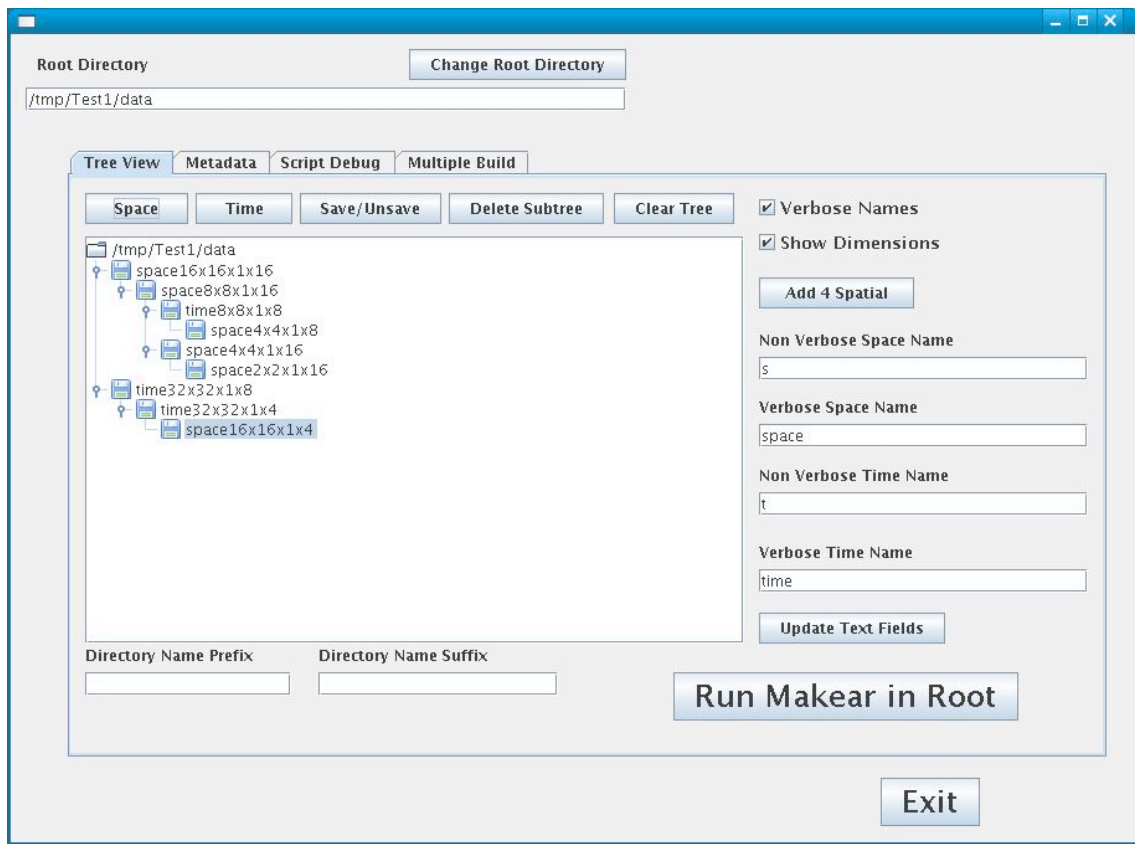 Root Directory
Change Root Directory
/tmp/Test1/data
Tree View
Metadata
Script Debug
Multiple Build
Space
Time
Save/Unsave
Delete Subtree
Clear Tree
/tmp/Test1/data
space16x16x1x16
space8x8x1x16
time8x8x1x8
space4x4x1x8
space4x4x1x16
space2x2x1x16
time32x32x1x8
time32x32x1x4
space16x16x1x4
Verbose Names
Show Dimensions
Add 4 Spatial
Non Verbose Space Name
s
Verbose Space Name
space
Non Verbose Time Name
t
Verbose Time Name
time
Update Text Fields
Directory Name Prefix
Directory Name Suffix
Run Makear in Root
Exit